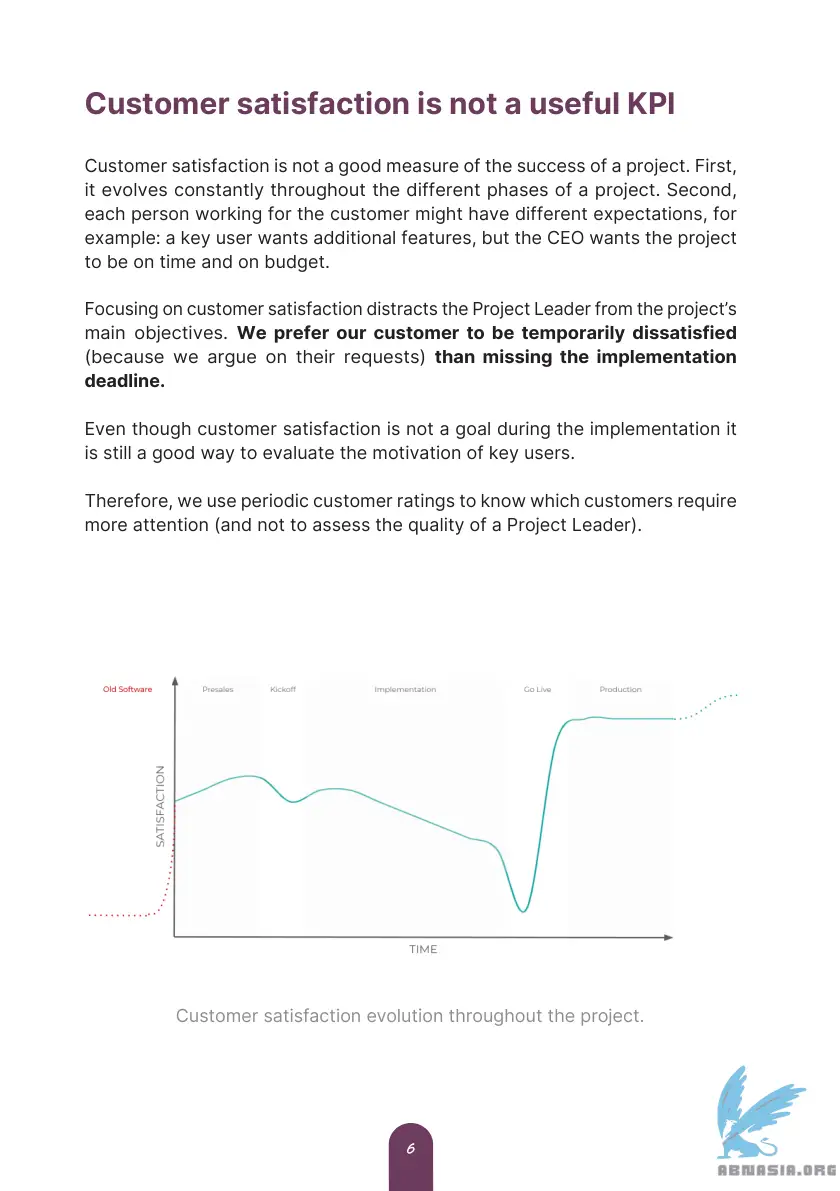 Customer satisfaction is not a useful KPI
Customer satisfaction is not a good measure of the success of a project. First,
it evolves constantly throughout the different phases of a project. Second,
each person working for the customer might have different expectations, for
example: a key user wants additional features, but the CEO wants the project
to be on time and on budget.
Focusing on customer satisfaction distracts the Project Leader from the project’s
main objectives. We prefer our customer to be temporarily dissatisfied
(because we argue on their requests) than missing the implementation
deadline.
Even though customer satisfaction is not a goal during the implementation it
is still a good way to evaluate the motivation of key users.
Therefore, we use periodic customer ratings to know which customers require
more attention (and not to assess the quality of a Project Leader).
Old Software Presales Kickoff Implementation Go Live Production
SATISFACTION
TIME
Customer satisfaction evolution throughout the project.
6
ABNASIA.ORG